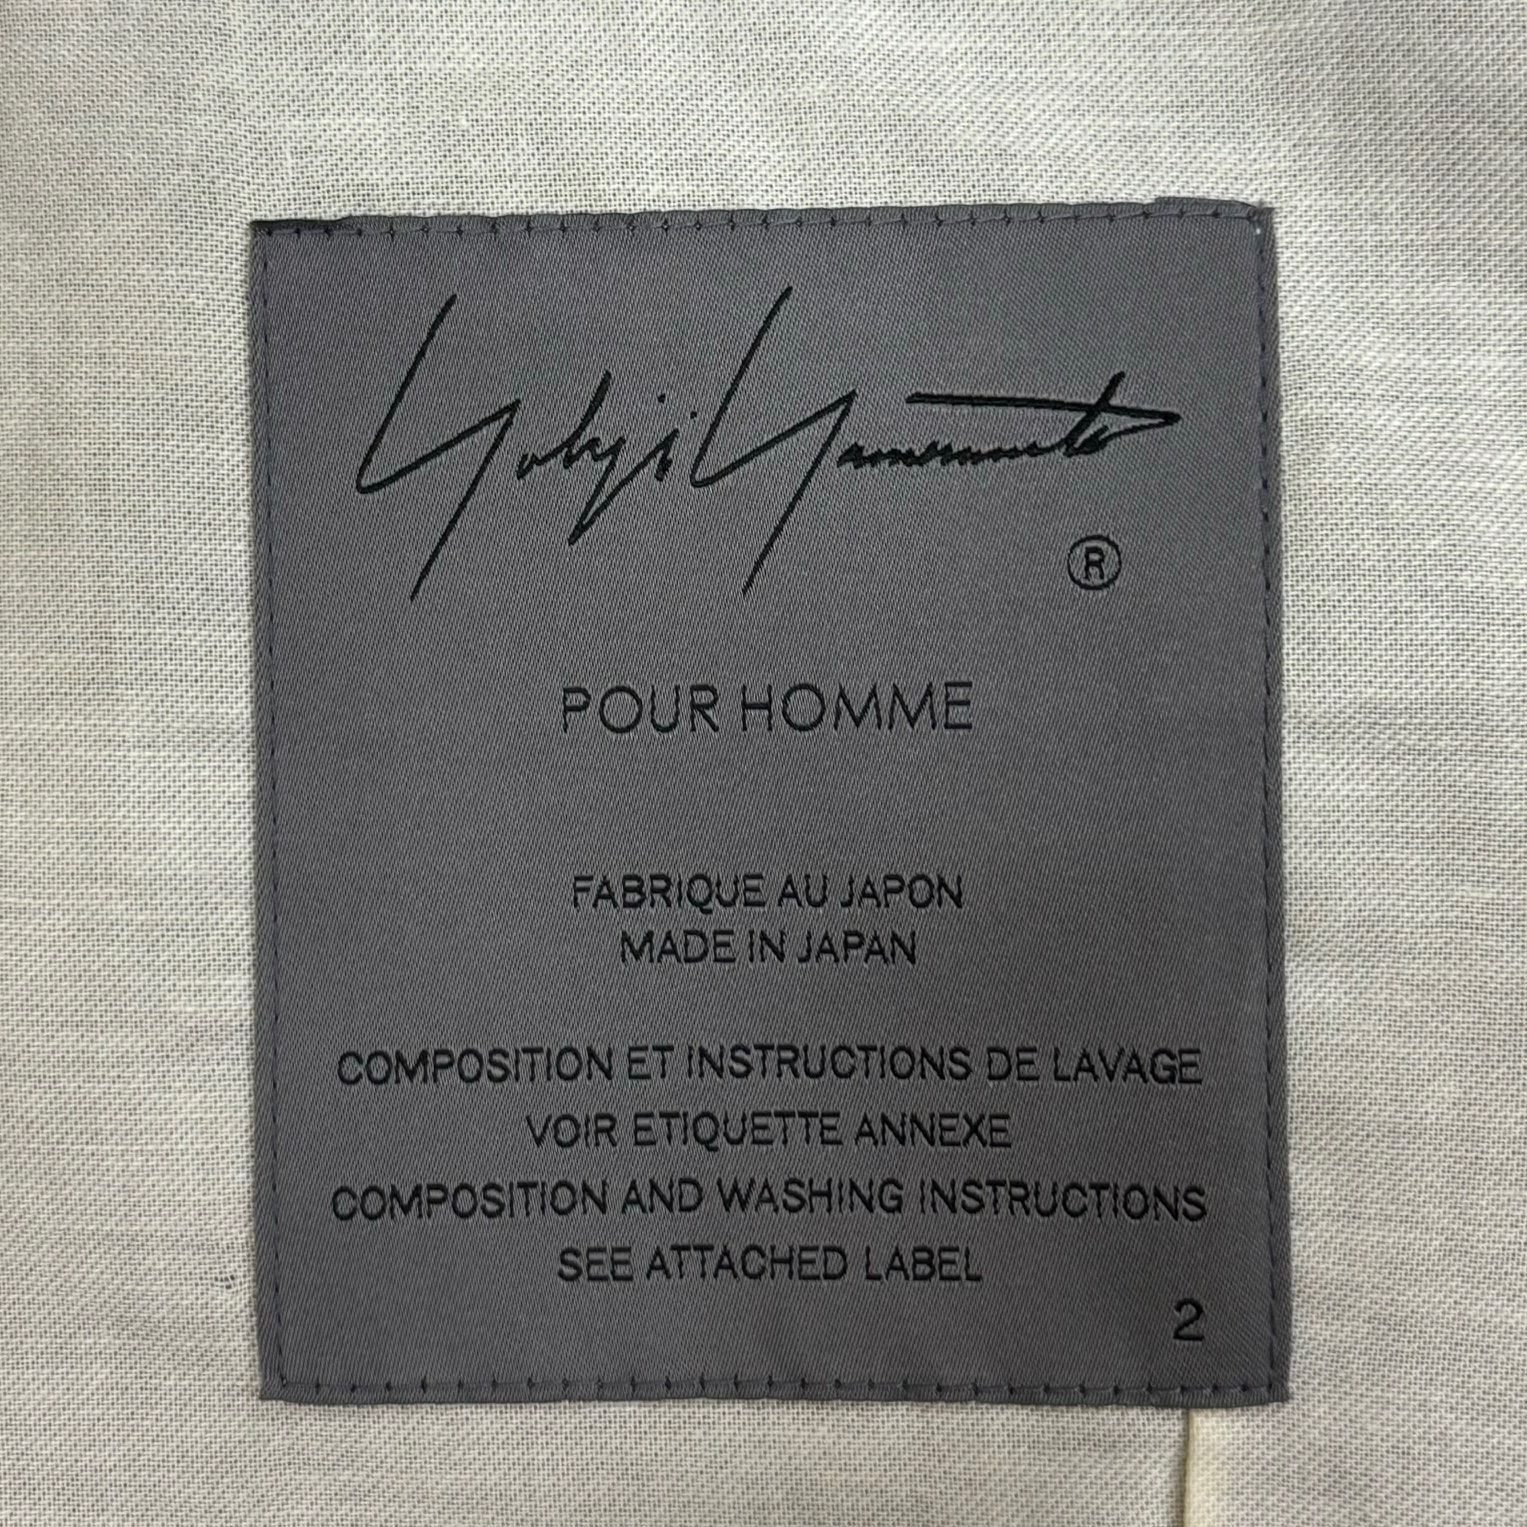 Yohji Yamamoto
®
POUR HOMME
FABRIQUE AU JAPON
MADE IN JAPAN
COMPOSITION ET INSTRUCTIONS DE LAVAGE
VOIR ETIQUETTE ANNEXE
COMPOSITION AND WASHING INSTRUCTIONS
SEE ATTACHED LABEL
2